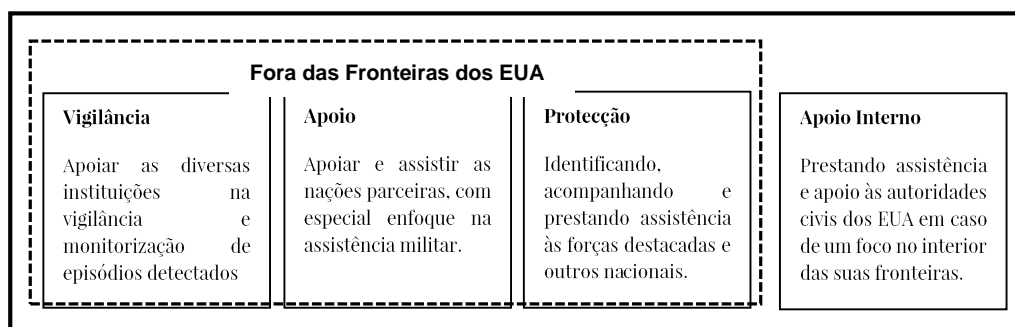 Fora das Fronteiras dos EUA
Vigilância
Apoiar as diversas
instituições na
vigilância e
monitorização de
episódios detectados
Apoio
Apoiar e assistir as
nações parceiras, com
especial enfoque na
assistência militar.
Protecção
Identificando,
acompanhando e
prestando assistência
às forças destacadas e
outros nacionais.
Apoio Interno
Prestando assistência
e apoio às autoridades
civis dos EUA em caso
de um foco no interior
das suas fronteiras.